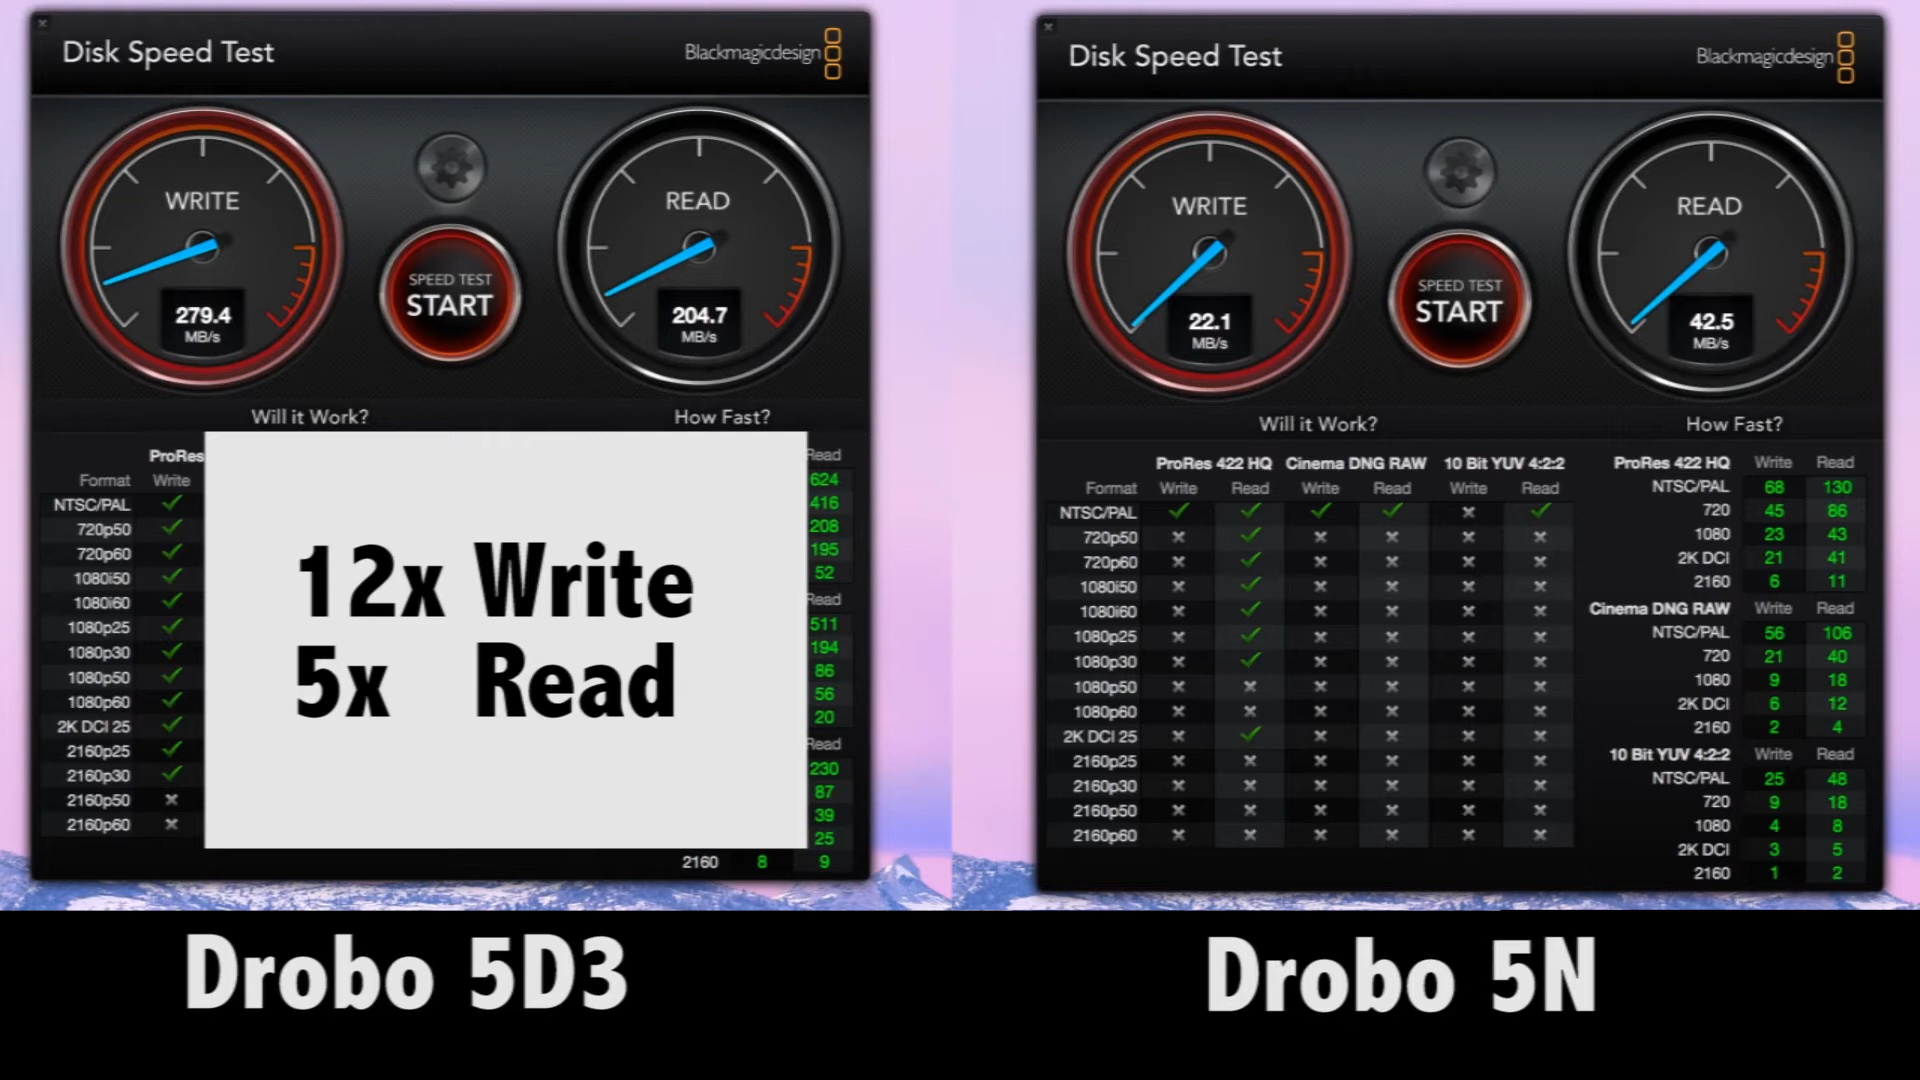 Disk Speed Test
Blackmagicdesign
WRITE
279.4
MB/s
SPEED TEST
START
READ
204.7
MB/s
Will it Work?
How Fast?
ProRes
Format Write
NTSC/PAL
720p50
720p60
1080i50
1080i60
1080p25
1080p30
1080p50
1080p60
2K DCI 25
2160p25
2160p30
2160p50
2160p60
12x Write
5x Read
Read
624
416
208
195
52
Read
511
194
86
56
20
Read
230
87
39
25
2160 8 9
Drobo 5D3
Disk Speed Test
Blackmagicdesign
WRITE
22.1
MB/s
SPEED TEST
START
READ
42.5
MB/s
Will it Work?
How Fast?
ProRes 422 HQ Cinema DNG RAW 10 Bit YUV 4:2:2
Format Write Read Write Read Write Read
NTSC/PAL
720p50
720p60
1080i50
1080i60
1080p25
1080p30
1080p50
1080p60
2K DCI 25
2160p25
2160p30
2160p50
2160p60
ProRes 422 HQ Write Read
NTSC/PAL 68 130
720 45 86
1080 23 43
2K DCI 21 41
2160 6 11
Cinema DNG RAW Write Read
NTSC/PAL 56 106
720 21 40
1080 9 18
2K DCI 6 12
2160 2 4
10 Bit YUV 4:2:2 Write Read
NTSC/PAL 25 48
720 9 18
1080 4 8
2K DCI 3 5
2160 1 2
Drobo 5N